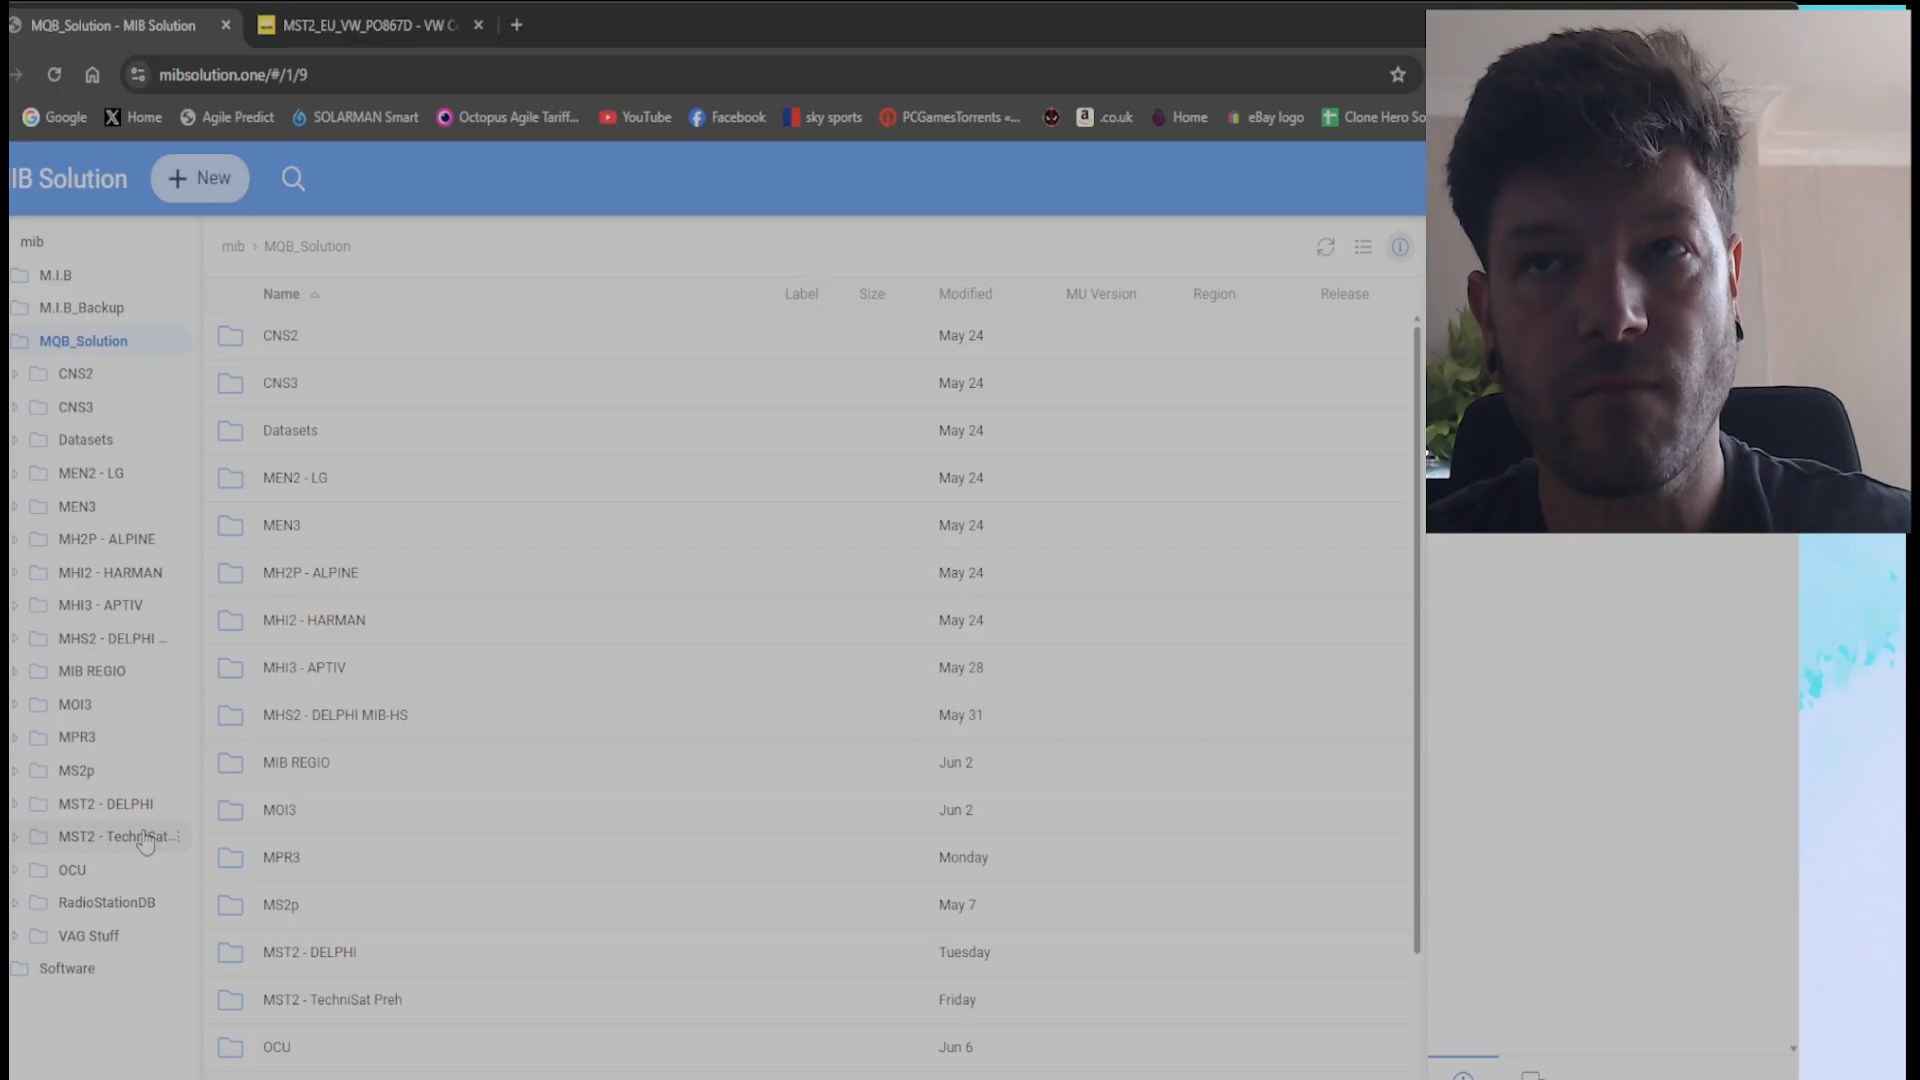 MQB_Solution - MIB Solution
MST2_EU_VW_PO867D - VW C
mibsolution.one/#/1/9
Google
Home
Agile Predict
SOLARMAN Smart
Octopus Agile Tariff...
YouTube
Facebook
sky sports
PCGamesTorrents «...
.co.uk
Home
eBay logo
Clone Hero So
IB Solution
New
mib
M.I.B
M.I.B_Backup
MQB_Solution
CNS2
CNS3
Datasets
MEN2 - LG
MEN3
MH2P - ALPINE
MHI2 - HARMAN
MHI3 - APTIV
MHS2 - DELPHI ...
MIB REGIO
MOI3
MPR3
MS2p
MST2 - DELPHI
MST2 - TechniSat...
OCU
RadioStationDB
VAG Stuff
Software
mib › MQB_Solution
Name Label Size Modified MU Version Region Release
CNS2 May 24
CNS3 May 24
Datasets May 24
MEN2 - LG May 24
MEN3 May 24
MH2P - ALPINE May 24
MHI2 - HARMAN May 24
MHI3 - APTIV May 28
MHS2 - DELPHI MIB-HS May 31
MIB REGIO Jun 2
MOI3 Jun 2
MPR3 Monday
MS2p May 7
MST2 - DELPHI Tuesday
MST2 - TechniSat Preh Friday
OCU Jun 6